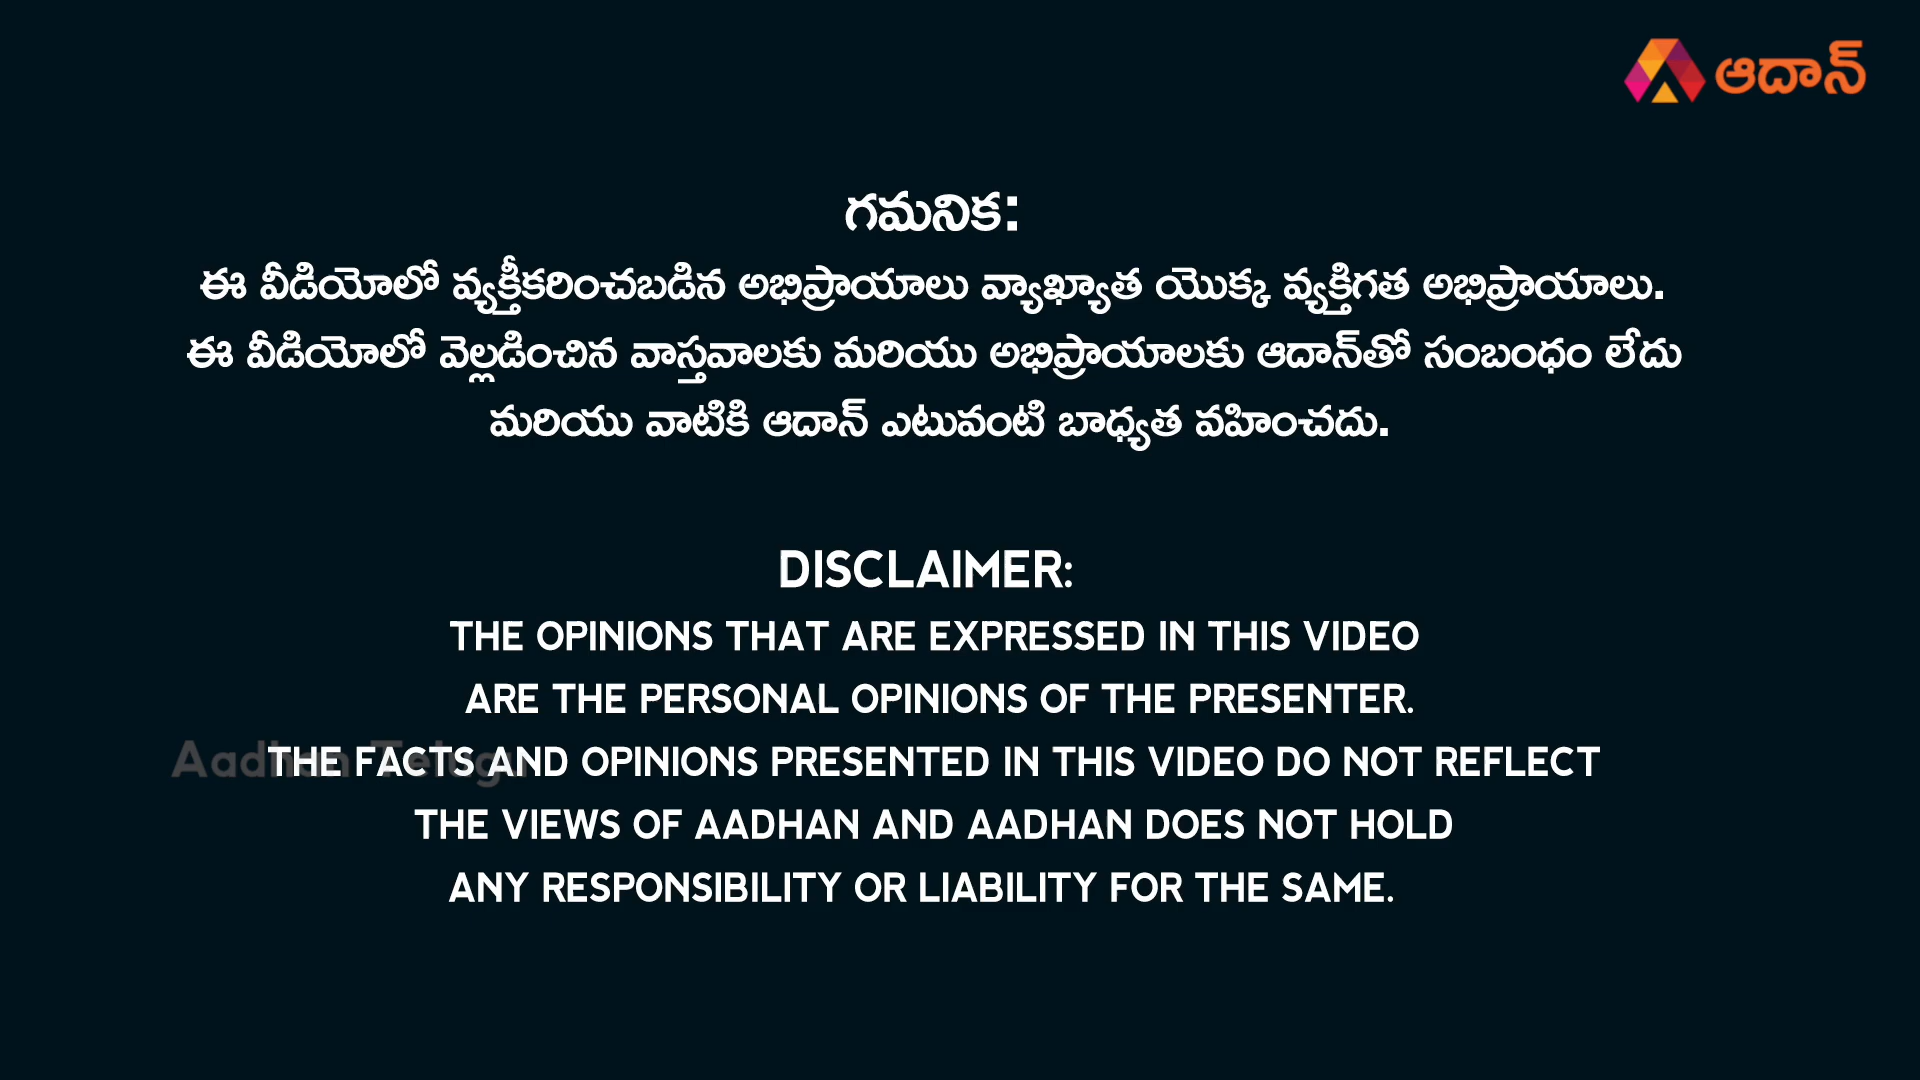 ఆదాన్
గమనిక:
ఈ వీడియోలో వ్యక్తీకరించబడిన అభిప్రాయాలు వ్యాఖ్యాత యొక్క వ్యక్తిగత అభిప్రాయాలు.
ఈ వీడియోలో వెల్లడించిన వాస్తవాలకు మరియు అభిప్రాయాలకు ఆదాన్‌తో సంబంధం లేదు
మరియు వాటికి ఆదాన్ ఎటువంటి బాధ్యత వహించదు.
DISCLAIMER:
THE OPINIONS THAT ARE EXPRESSED IN THIS VIDEO
ARE THE PERSONAL OPINIONS OF THE PRESENTER.
Aadhan Telugu
THE FACTS AND OPINIONS PRESENTED IN THIS VIDEO DO NOT REFLECT
THE VIEWS OF AADHAN AND AADHAN DOES NOT HOLD
ANY RESPONSIBILITY OR LIABILITY FOR THE SAME.